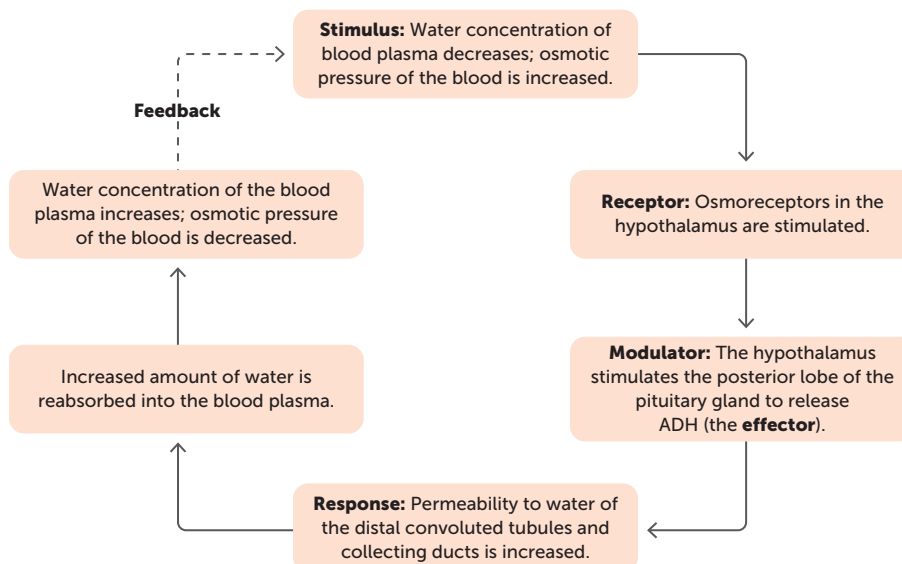 Stimulus: Water concentration of
blood plasma decreases; osmotic
pressure of the blood is increased.
Feedback
Water concentration of the blood
plasma increases; osmotic pressure
of the blood is decreased.
Receptor: Osmoreceptors in the
hypothalamus are stimulated.
Increased amount of water is
reabsorbed into the blood plasma.
Modulator: The hypothalamus
stimulates the posterior lobe of the
pituitary gland to release
ADH (the effector).
Response: Permeability to water of
the distal convoluted tubules and
collecting ducts is increased.